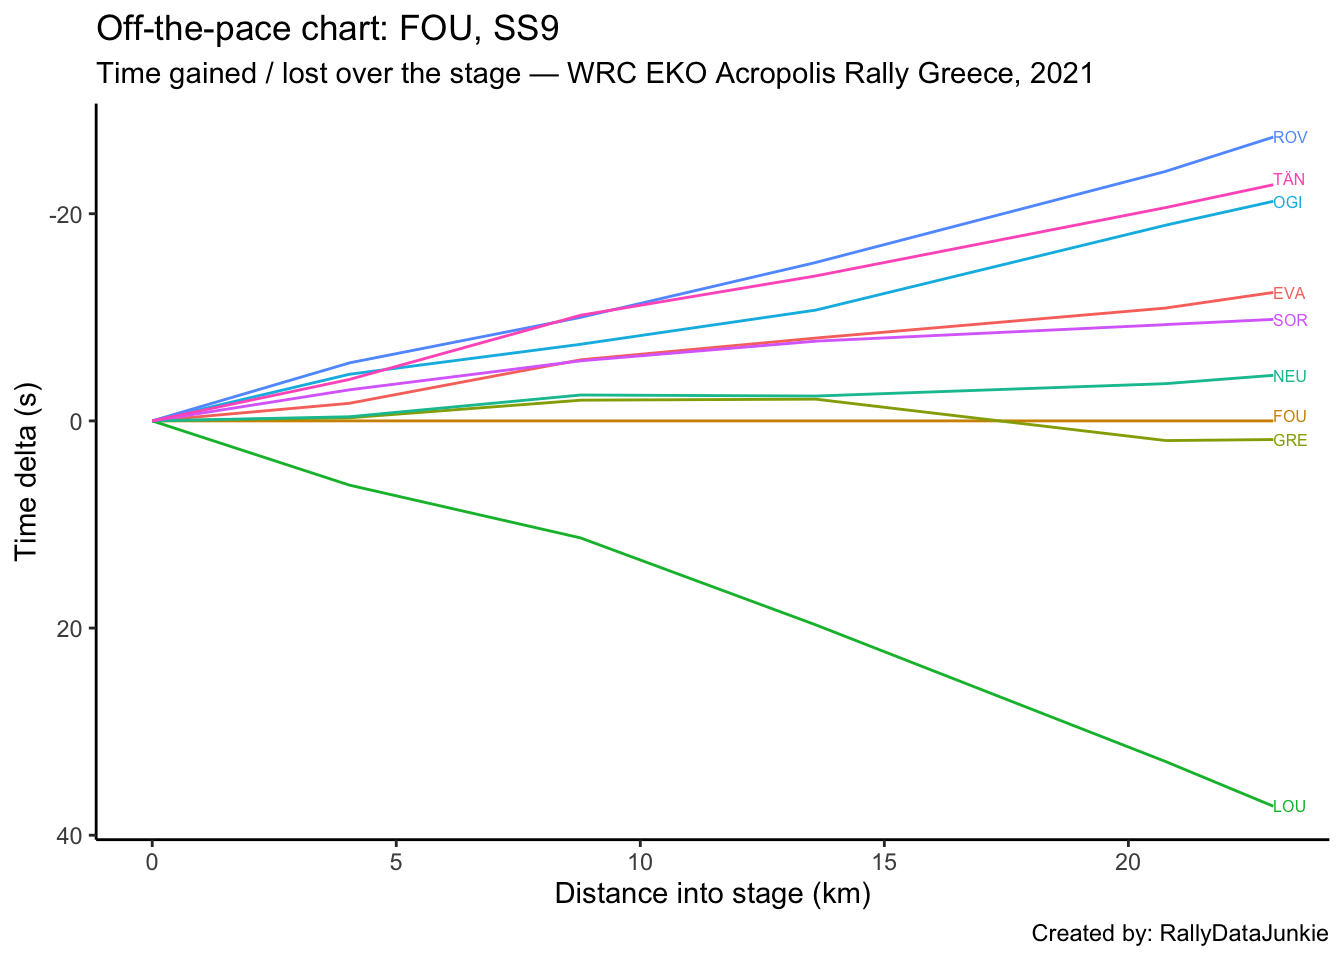 Off-the-pace chart: FOU, SS9
Time gained / lost over the stage — WRC EKO Acropolis Rally Greece, 2021
ROV
TÄN
OGI
EVA
SOR
NEU
FOU
GRE
LOU
-20
0
20
40
Time delta (s)
0 5 10 15 20
Distance into stage (km)
Created by: RallyDataJunkie